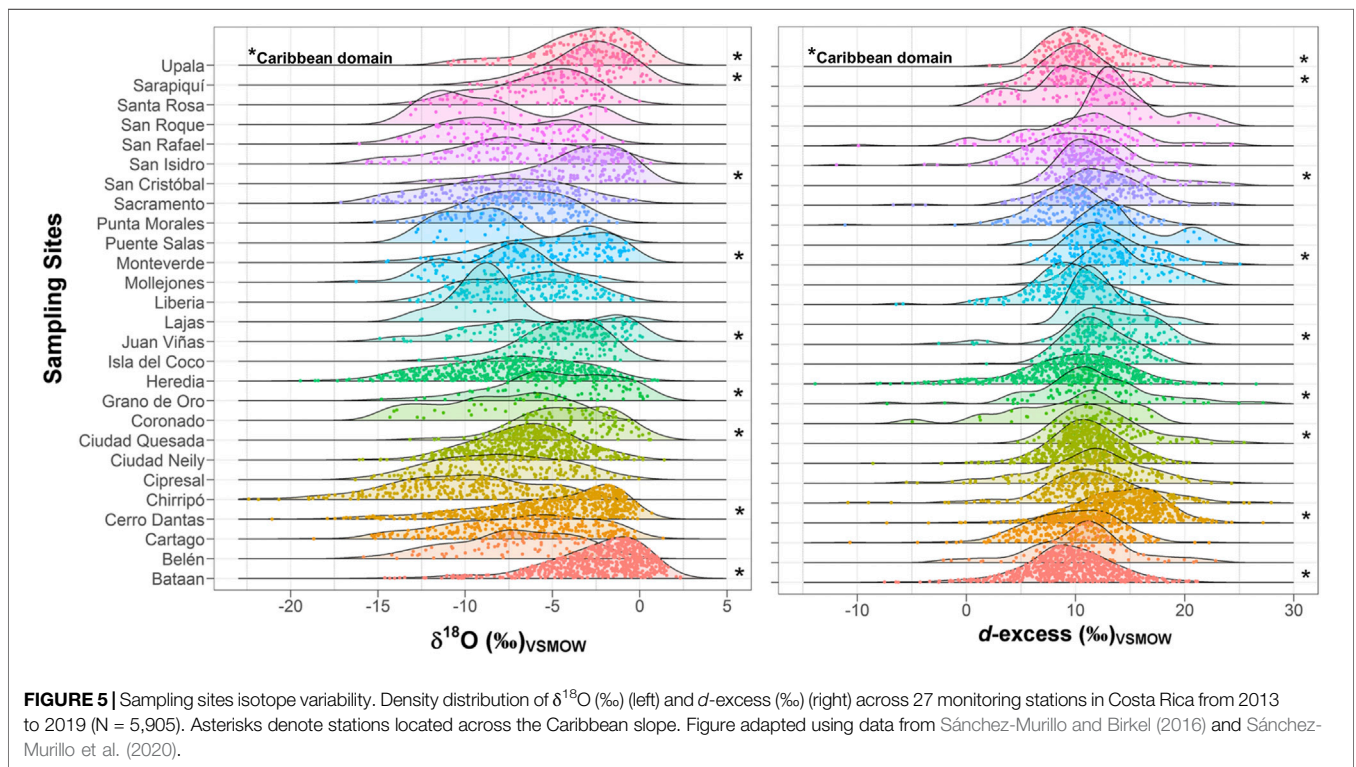 *Caribbean domain
*Caribbean domain
Sampling Sites
Upala
*
*
Sarapiquí
*
*
Santa Rosa
San Roque
San Rafael
San Isidro
*
*
San Cristóbal
Sacramento
Punta Morales
Puente Salas
*
*
Monteverde
Mollejones
Liberia
Lajas
*
*
Juan Viñas
Isla del Coco
Heredia
*
*
Grano de Oro
Coronado
*
*
Ciudad Quesada
Ciudad Neily
Cipresal
Chirripó
*
*
Cerro Dantas
Cartago
Belén
*
*
Bataan
-20 -15 -10 -5 0 5
-10 0 10 20 30
δ¹⁸O (‰)VSMOW
d-excess (‰)VSMOW
FIGURE 5 | Sampling sites isotope variability. Density distribution of δ¹⁸O (‰) (left) and d-excess (‰) (right) across 27 monitoring stations in Costa Rica from 2013
to 2019 (N = 5,905). Asterisks denote stations located across the Caribbean slope. Figure adapted using data from Sánchez-Murillo and Birkel (2016) and Sánchez-
Murillo et al. (2020).